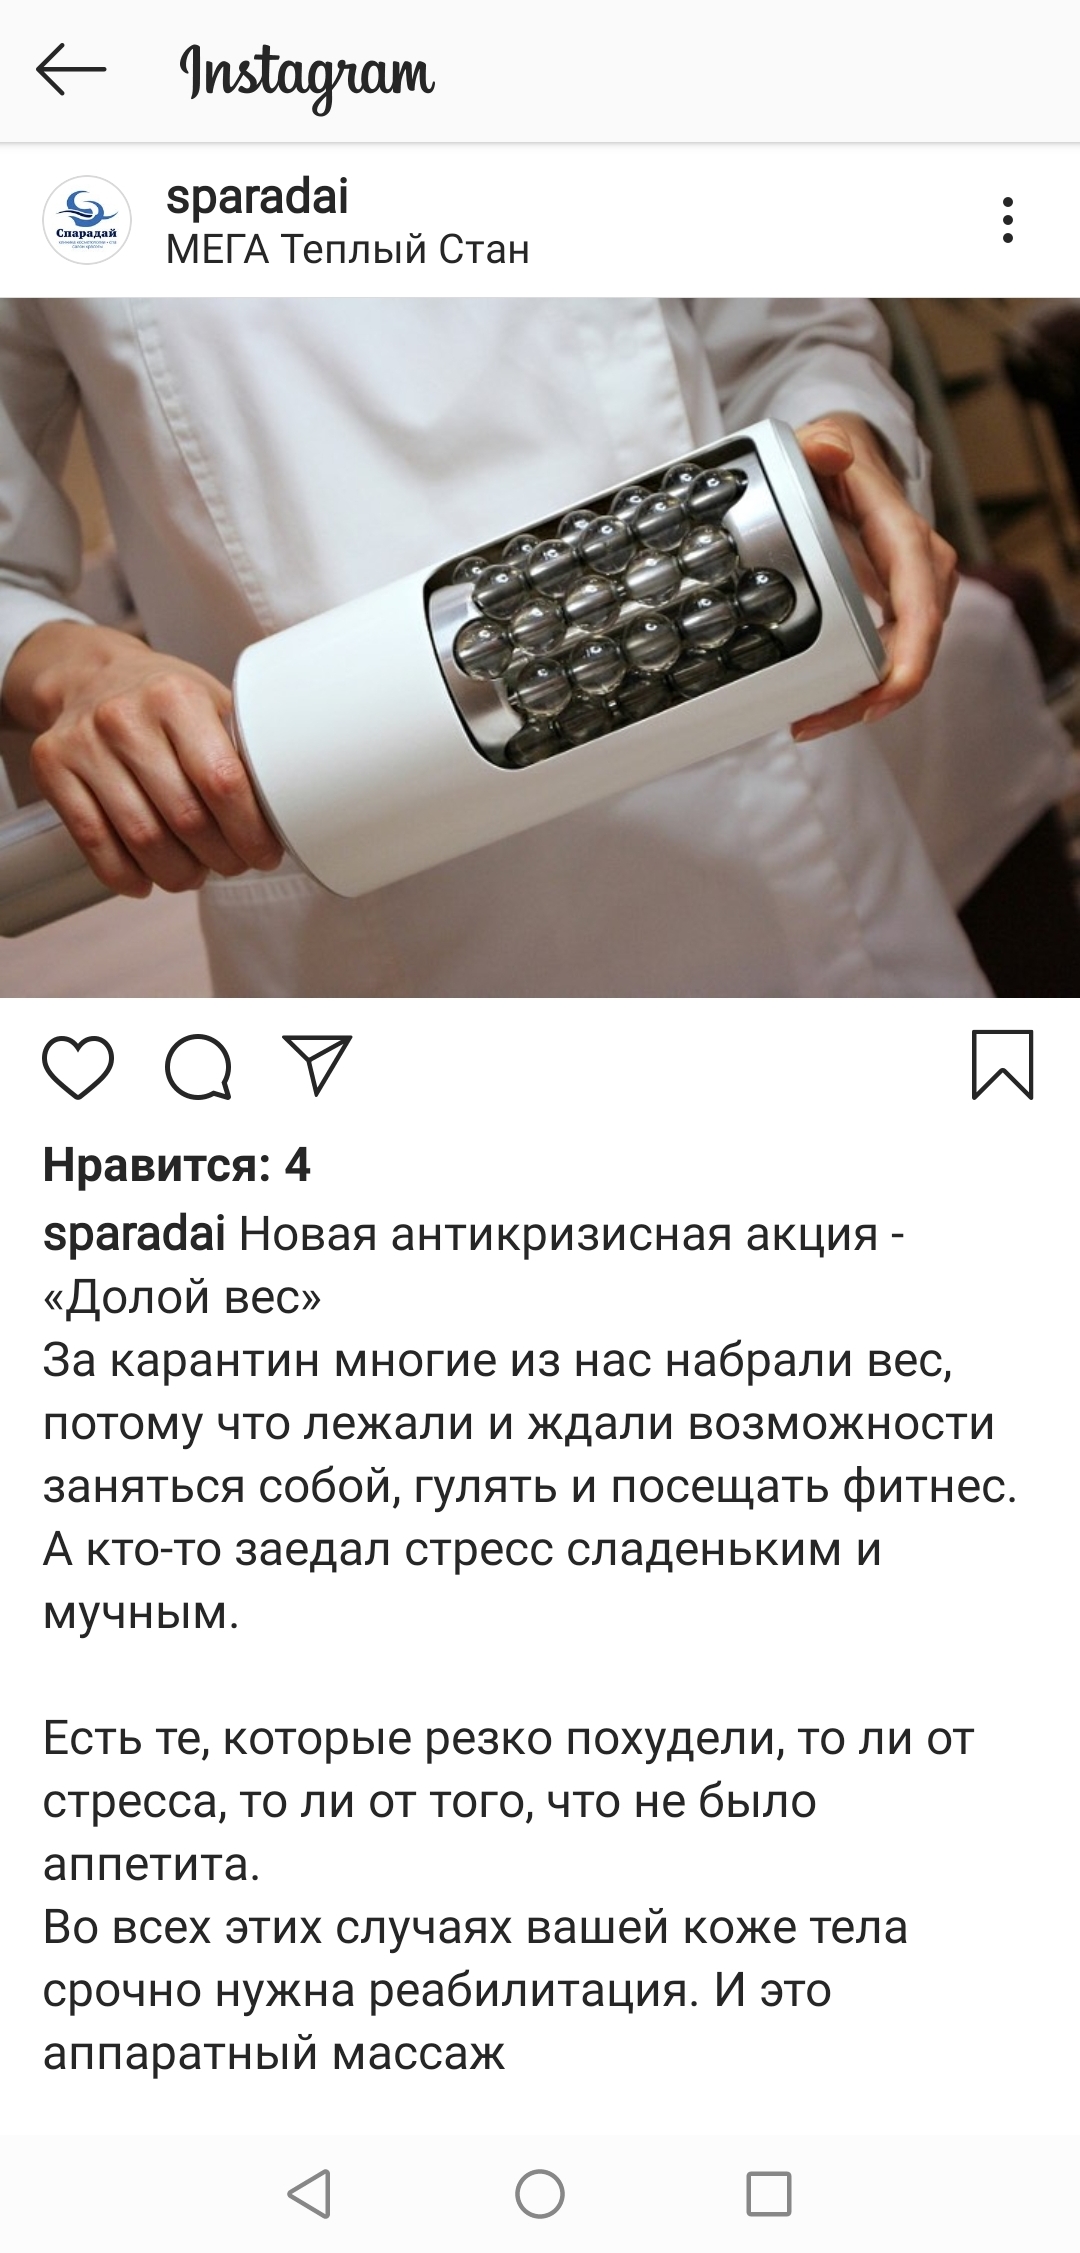 Instagram
sparadai
МЕГА Теплый Стан
Спарадай
Нравится: 4
sparadai Новая антикризисная акция -
«Долой вес»
За карантин многие из нас набрали вес,
потому что лежали и ждали возможности
заняться собой, гулять и посещать фитнес.
А кто-то заедал стресс сладеньким и
мучным.
Есть те, которые резко похудели, то ли от
стресса, то ли от того, что не было
аппетита.
Во всех этих случаях вашей коже тела
срочно нужна реабилитация. И это
аппаратный массаж